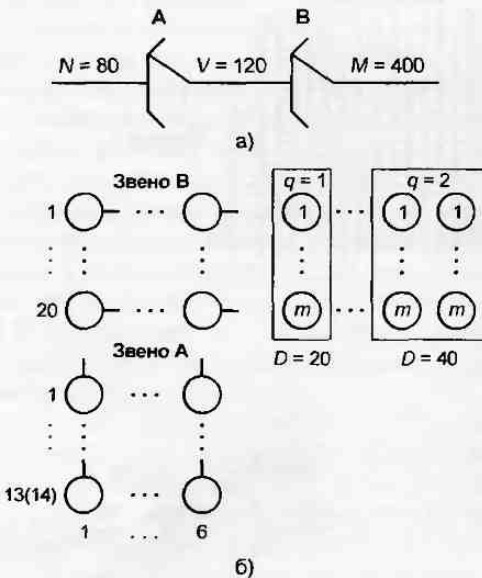 A B
N = 80 V = 120 M = 400
а)
Звено В q = 1 q = 2
1 ... 1 ... 1 1
20 ... m ... m m
Звено А D = 20 D = 40
1 ...
13(14) ...
1 ... 6
б)